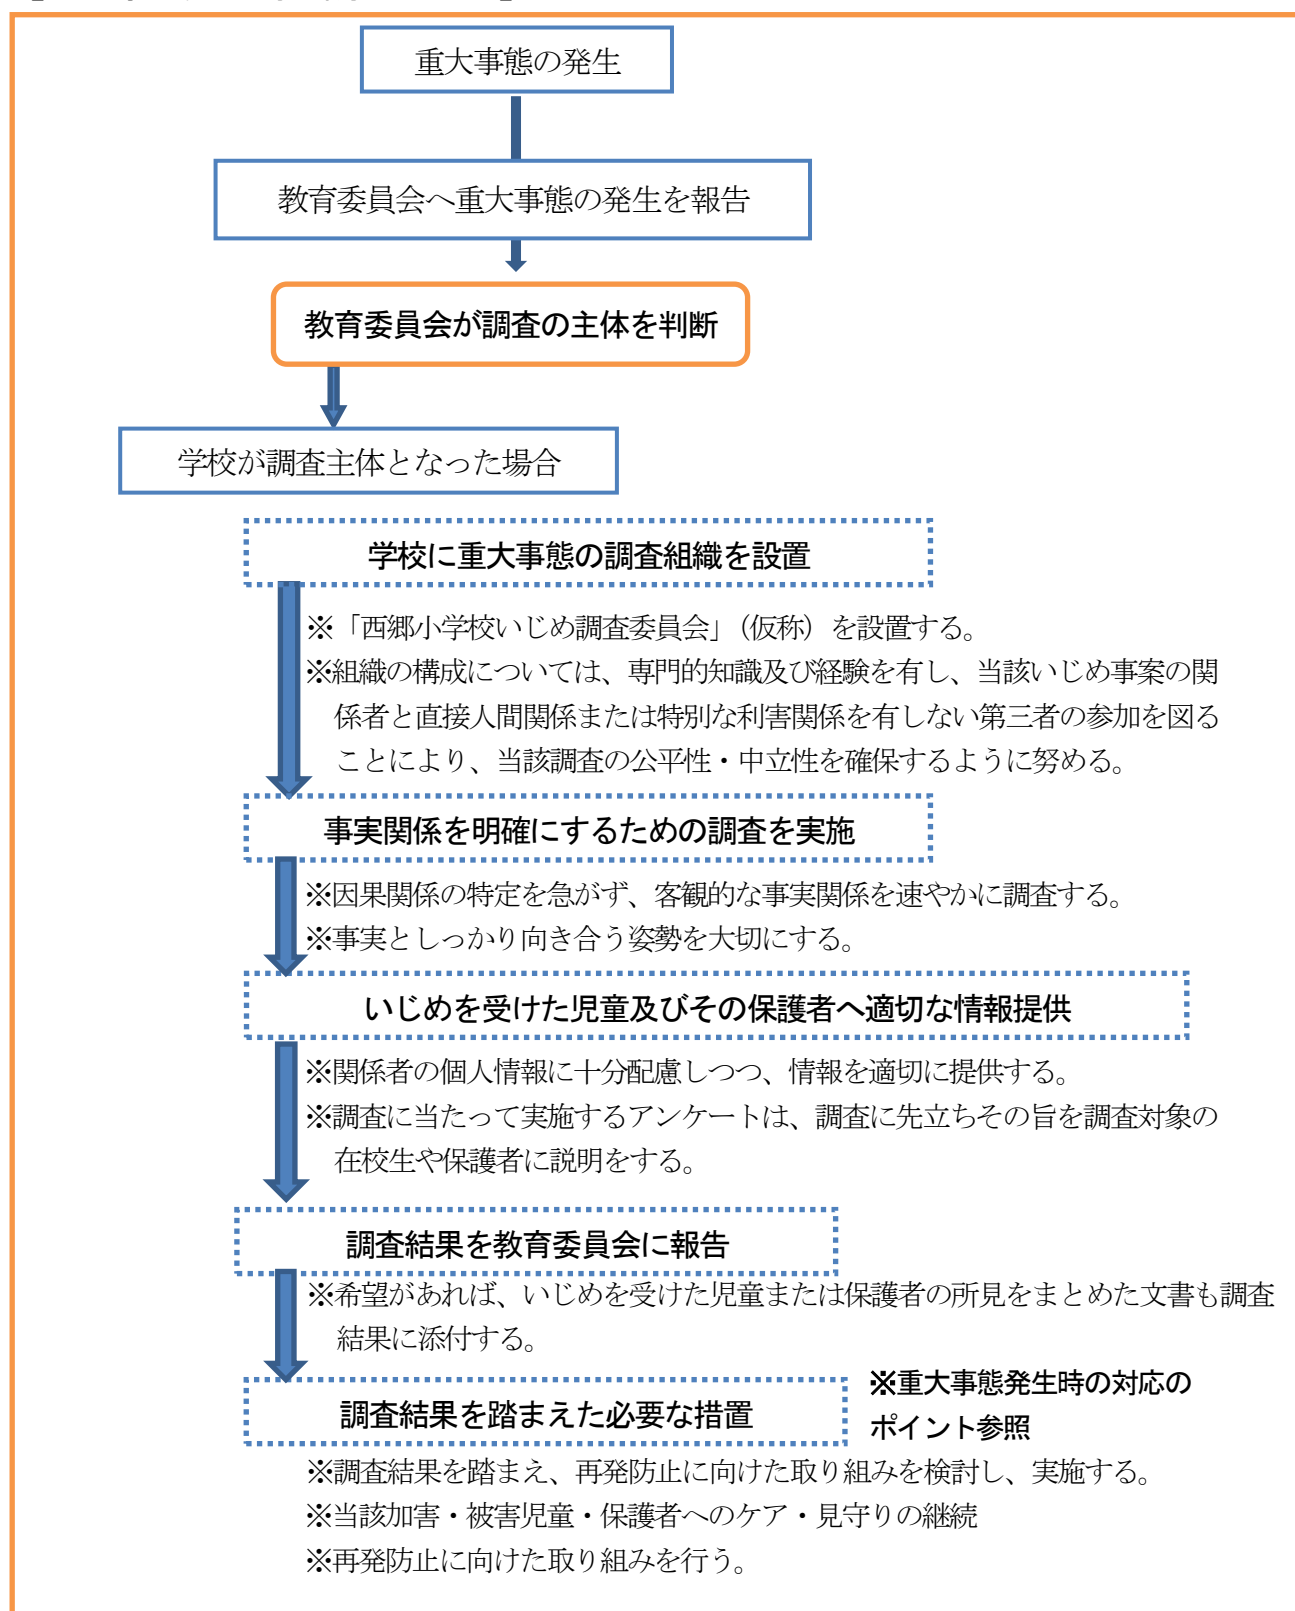 重大事態の発生
教育委員会へ重大事態の発生を報告
教育委員会が調査の主体を判断
学校が調査主体となった場合
学校に重大事態の調査組織を設置
※「西郷小学校いじめ調査委員会」（仮称）を設置する。
※組織の構成については、専門的知識及び経験を有し、当該いじめ事案の関
係者と直接人間関係または特別な利害関係を有しない第三者の参加を図る
ことにより、当該調査の公平性・中立性を確保するように努める。
事実関係を明確にするための調査を実施
※因果関係の特定を急がず、客観的な事実関係を速やかに調査する。
※事実としっかり向き合う姿勢を大切にする。
いじめを受けた児童及びその保護者へ適切な情報提供
※関係者の個人情報に十分配慮しつつ、情報を適切に提供する。
※調査に当たって実施するアンケートは、調査に先立ちその旨を調査対象の
在校生や保護者に説明をする。
調査結果を教育委員会に報告
※希望があれば、いじめを受けた児童または保護者の所見をまとめた文書も調査
結果に添付する。
調査結果を踏まえた必要な措置
※重大事態発生時の対応の
ポイント参照
※調査結果を踏まえ、再発防止に向けた取り組みを検討し、実施する。
※当該加害・被害児童・保護者へのケア・見守りの継続
※再発防止に向けた取り組みを行う。